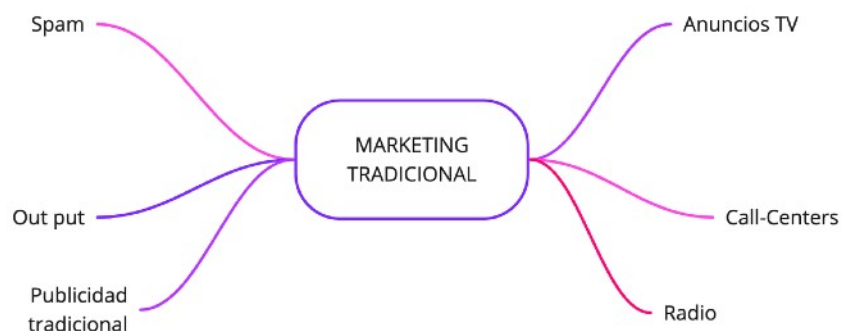 Spam
Anuncios TV
MARKETING
TRADICIONAL
Out put
Call-Centers
Publicidad
tradicional
Radio